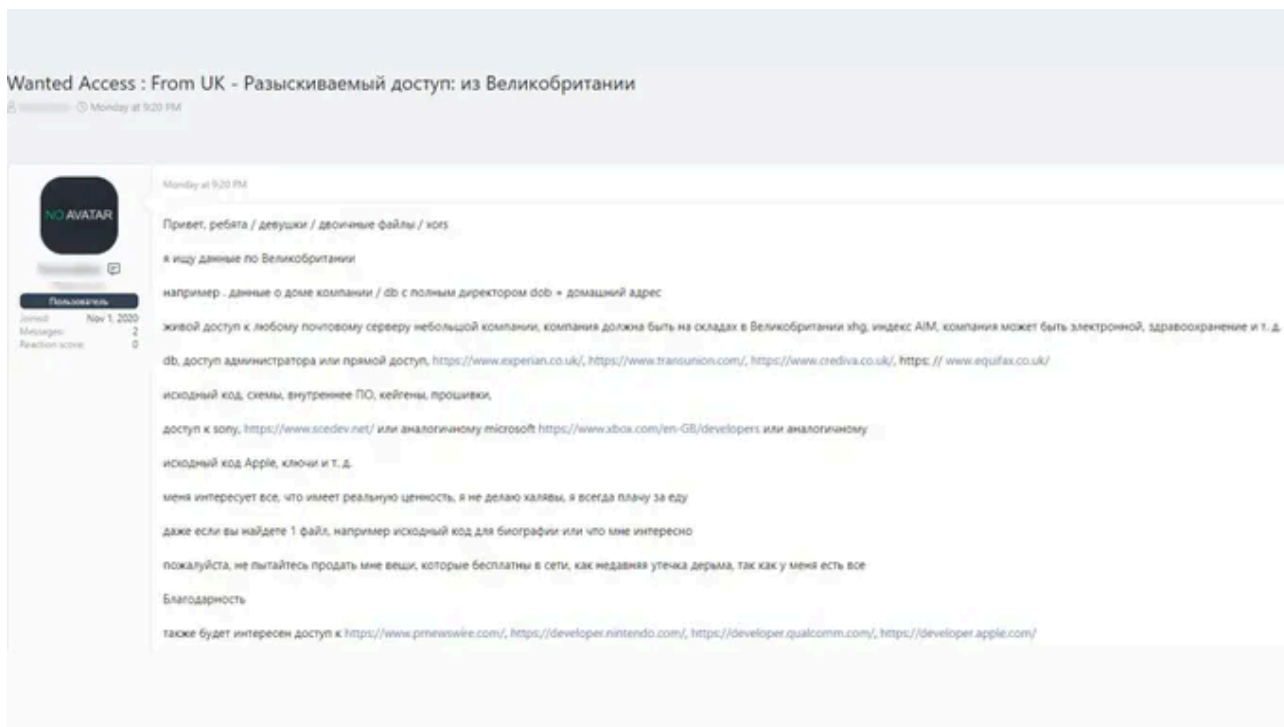 Wanted Access : From UK - Разыскиваемый доступ: из Великобритании
Monday at 9:20 PM
Monday at 9:20 PM
NO AVATAR
Привет, ребята / девушки / двоичные файлы / xors
я ищу данные по Великобритании
Пользователь
например . данные о доме компании / db с полным директором dob + домашний адрес
Joined: Nov 1, 2020
Messages: 2
Reaction score: 0
живой доступ к любому почтовому серверу небольшой компании, компания должна быть на складах в Великобритании xhg, индекс AIM, компания может быть электронной, здравоохранение и т. д.
db, доступ администратора или прямой доступ, https://www.experian.co.uk/, https://www.transunion.com/, https://www.crediva.co.uk/, https: // www.equifax.co.uk/
исходный код, схемы, внутреннее ПО, кейгены, прошивки,
доступ к sony, https://www.scedev.net/ или аналогичному microsoft https://www.xbox.com/en-GB/developers или аналогичному
исходный код Apple, ключи и т. д.
меня интересует все, что имеет реальную ценность, я не делаю халявы, я всегда плачу за еду
даже если вы найдете 1 файл, например исходный код для биографии или что мне интересно
пожалуйста, не пытайтесь продать мне вещи, которые бесплатны в сети, как недавняя утечка дерьма, так как у меня есть все
Благодарность
также будет интересен доступ к https://www.prnewswire.com/, https://developer.nintendo.com/, https://developer.qualcomm.com/, https://developer.apple.com/